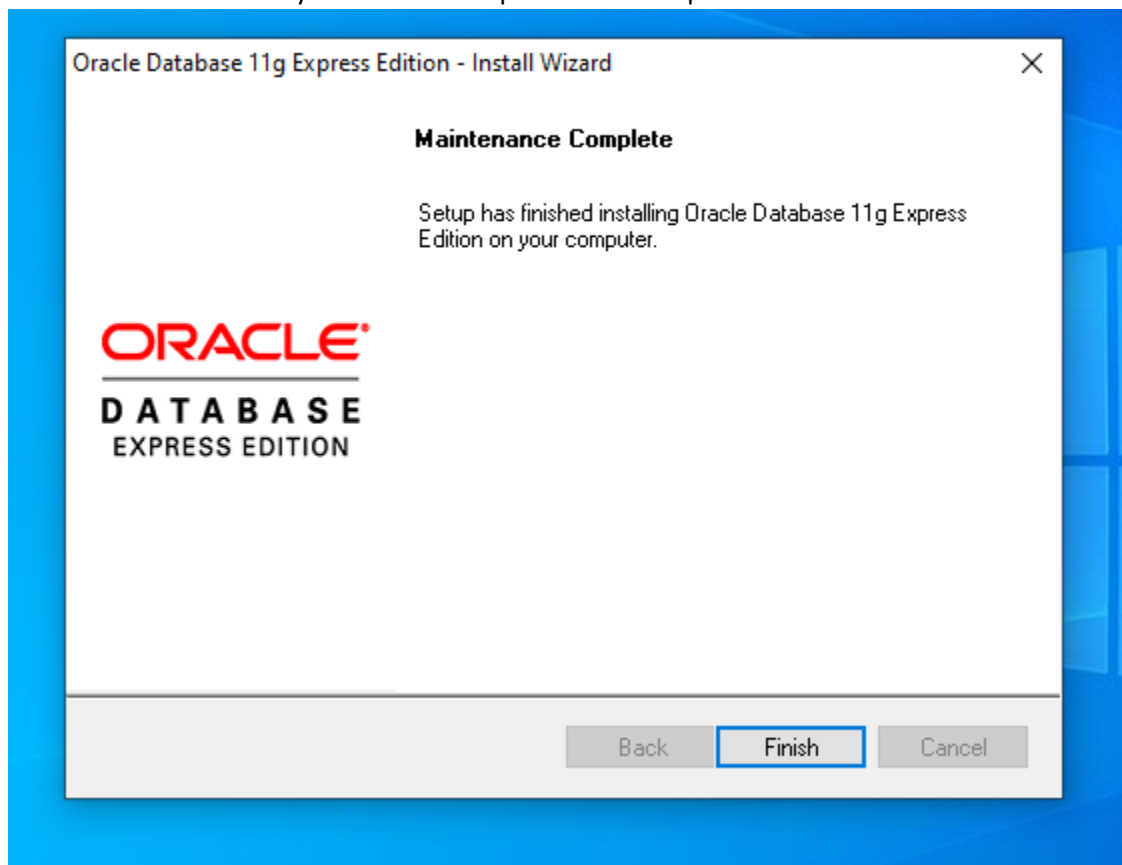 Oracle Database 11g Express Edition - Install Wizard
Maintenance Complete
Setup has finished installing Oracle Database 11g Express
Edition on your computer.
ORACLE®
DATABASE
EXPRESS EDITION
Back
Finish
Cancel